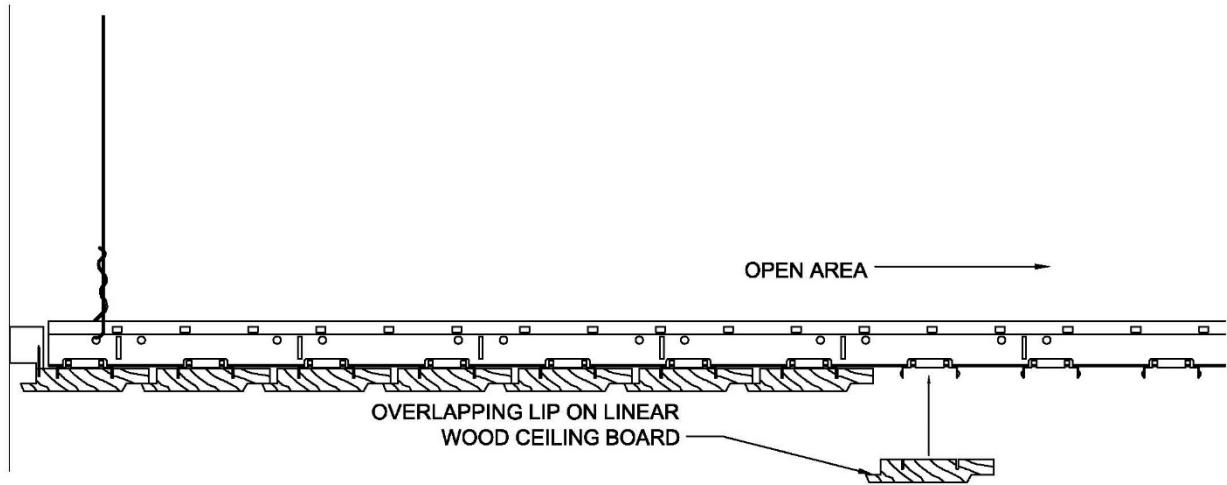 OPEN AREA
OVERLAPPING LIP ON LINEAR
WOOD CEILING BOARD